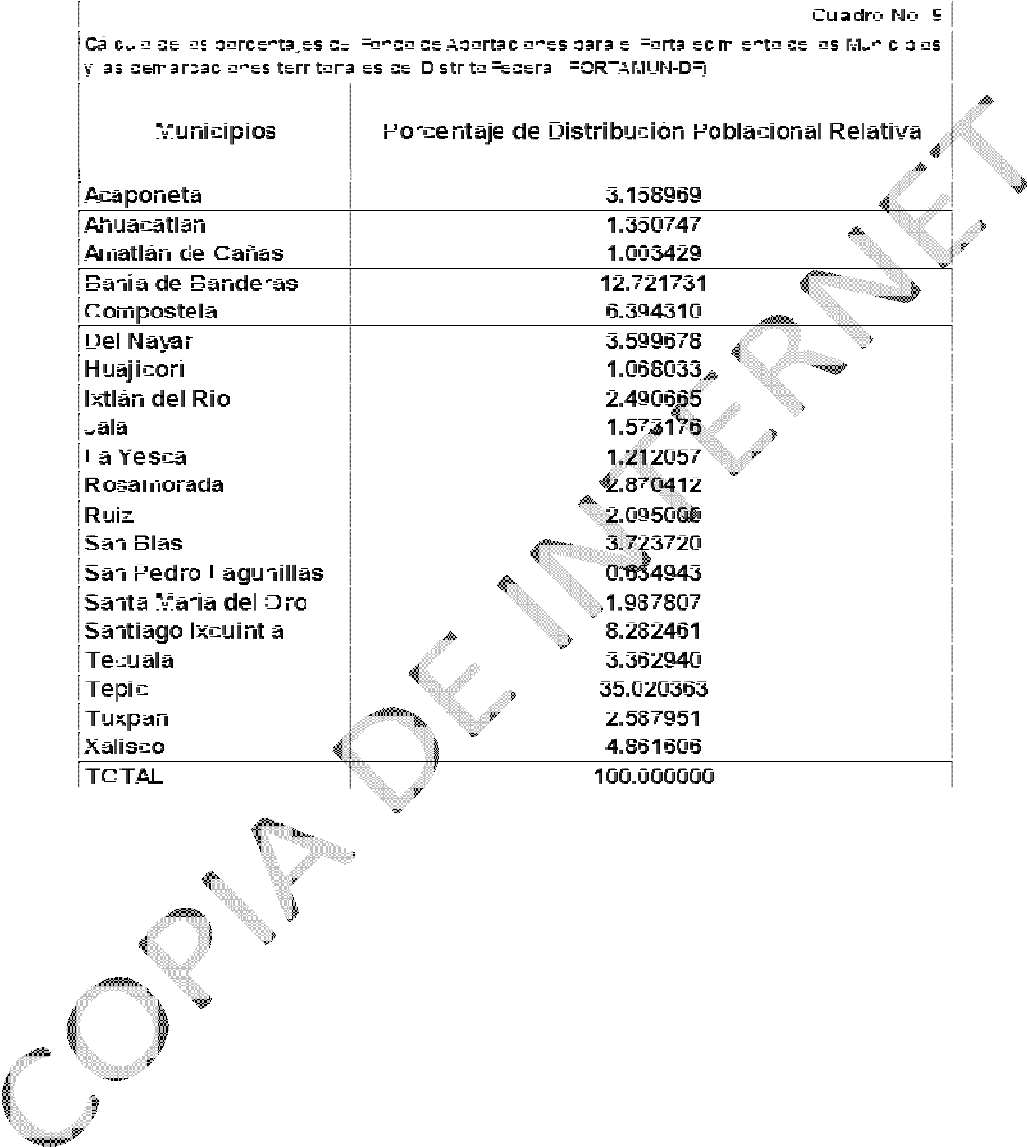 Cuadro No. 9
Cálculo de los porcentajes del Fondo de Aportaciones para el Fortalecimiento de los Municipios
y las demarcaciones territoriales del Distrito Federal (FORTAMUN-DF)
Municipios Porcentaje de Distribución Poblacional Relativa
Acaponeta 3.158969
Ahuacatlán 1.350747
Amatlán de Cañas 1.003429
Bahía de Banderas 12.721731
Compostela 6.394310
Del Nayar 3.599678
Huajicori 1.068033
Ixtlán del Río 2.490665
Jala 1.573176
La Yesca 1.212057
Rosamorada 2.870412
Ruiz
San Blas 3.723720
San Pedro Lagunillas 0.634943
Santa María del Oro 1.987807
Santiago Ixcuintla 8.282461
Tecuala 3.362940
Tepic 35.020363
Tuxpan 2.587951
Xalisco 4.861606
TOTAL 100.000000
COPIA DE INTERNET